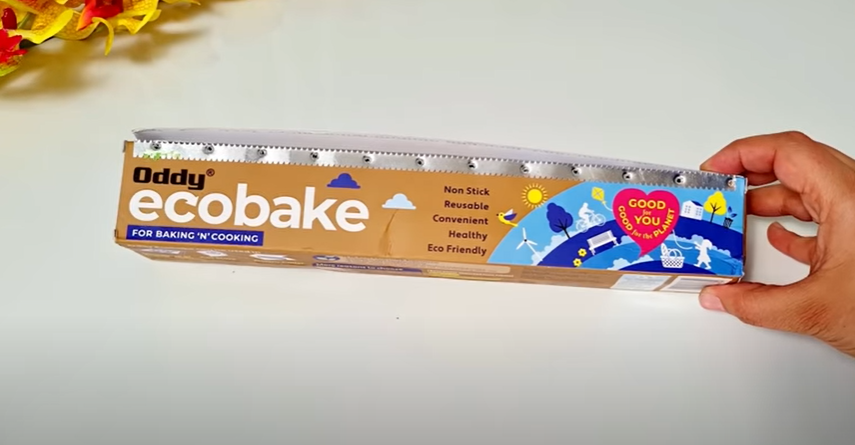 Oddy®
ecobake
FOR BAKING 'N' COOKING
Non Stick
Reusable
Convenient
Healthy
Eco Friendly
GOOD
for
YOU
GOOD for the PLANET